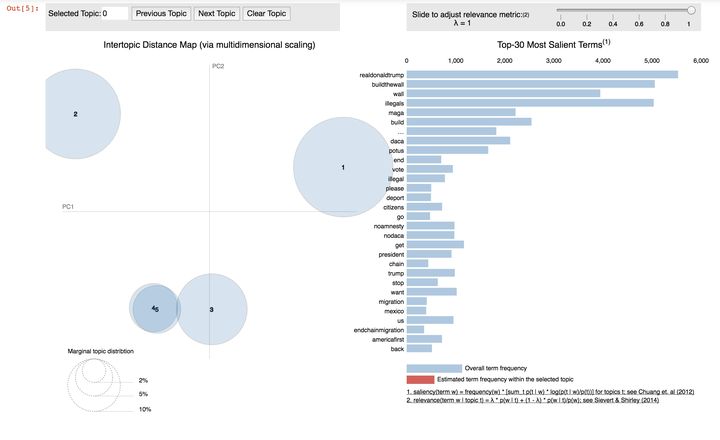 Out[5]:
Selected Topic: 0 Previous Topic Next Topic Clear Topic
Slide to adjust relevance metric:(2)
λ = 1
0.0 0.2 0.4 0.6 0.8 1
Intertopic Distance Map (via multidimensional scaling)
PC2
PC1
2
1
4
5
3
Marginal topic distribtion
2%
5%
10%
Top-30 Most Salient Terms(1)
0 1,000 2,000 3,000 4,000 5,000 6,000
realdonaldtrump
buildthewall
wall
illegals
maga
build
...
daca
potus
end
vote
illegal
please
deport
citizens
go
noamnesty
nodaca
get
president
chain
trump
stop
want
migration
mexico
us
endchainmigration
americafirst
back
Overall term frequency
Estimated term frequency within the selected topic
1. saliency(term w) = frequency(w) * [sum_t p(t | w) * log(p(t | w)/p(t))] for topics t; see Chuang et. al (2012)
2. relevance(term w | topic t) = λ * p(w | t) + (1 - λ) * p(w | t)/p(w); see Sievert & Shirley (2014)